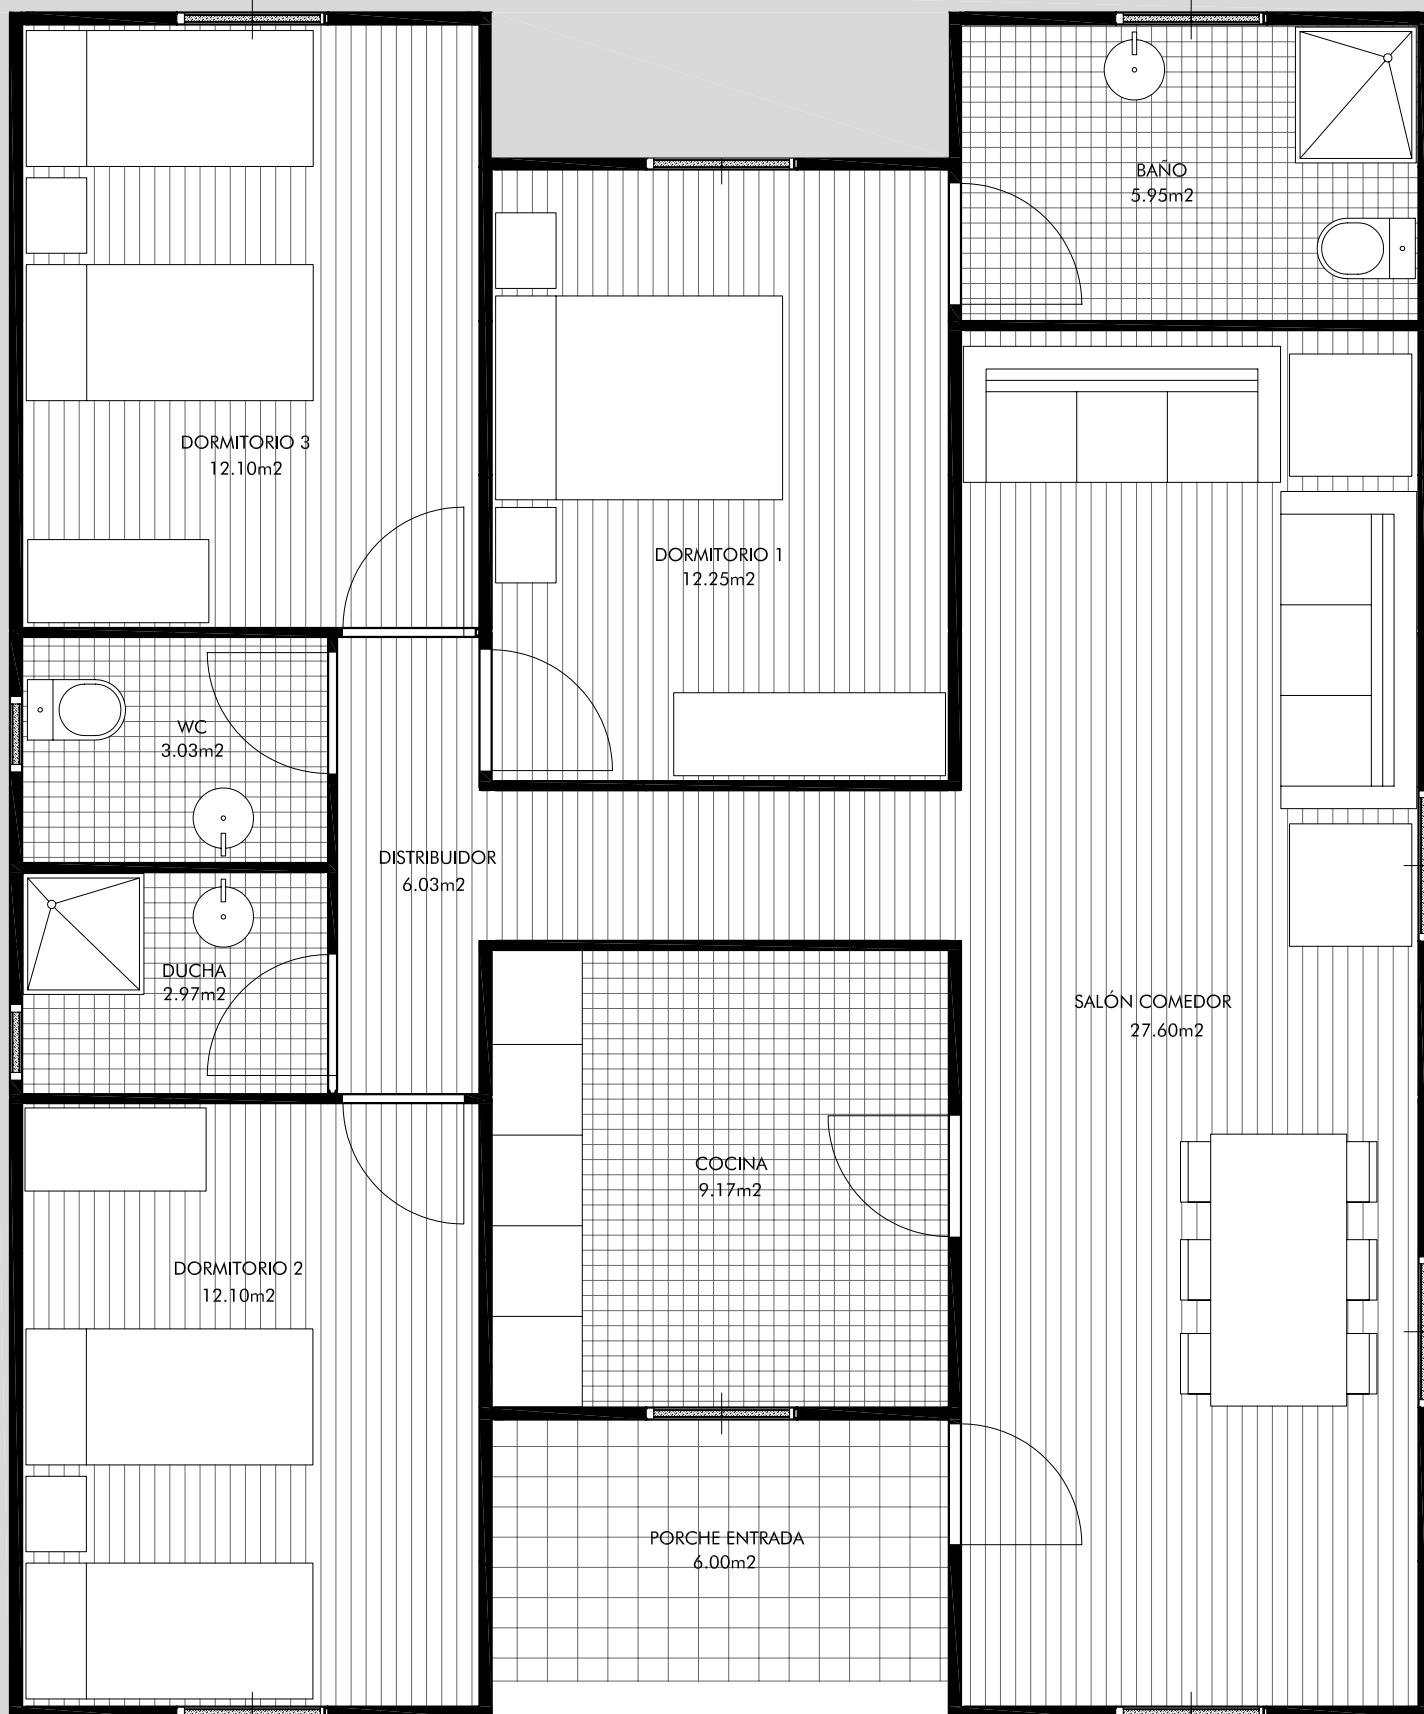 BAÑO
5.95m2
DORMITORIO 3
12.10m2
DORMITORIO 1
12.25m2
WC
3.03m2
DISTRIBUIDOR
6.03m2
DUCHA
2.97m2
SALÓN COMEDOR
27.60m2
COCINA
9.17m2
DORMITORIO 2
12.10m2
PORCHE ENTRADA
6.00m2